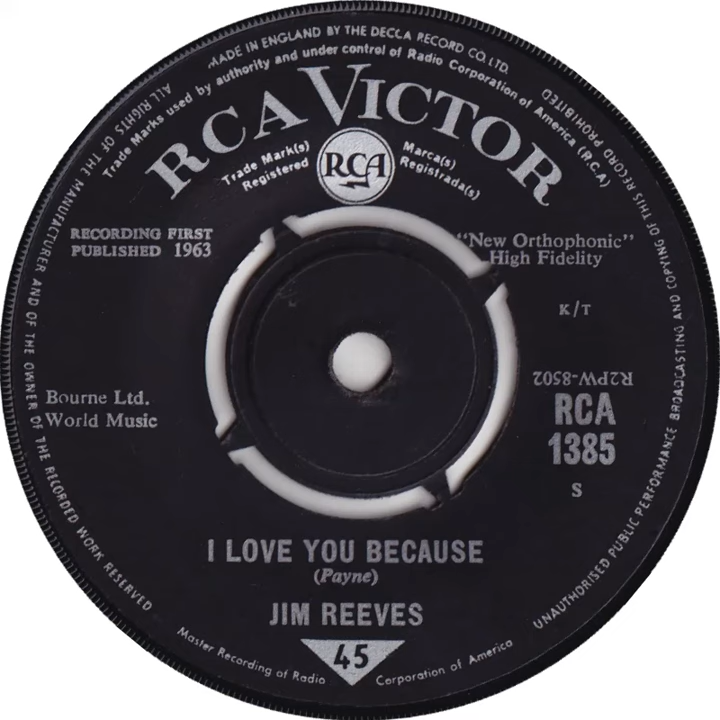 MADE IN ENGLAND BY THE DECCA RECORD CO. LTD.
Trade Marks used by authority and under control of Radio Corporation of America (R.C.A)
ALL RIGHTS OF THE MANUFACTURER AND OF THE OWNER OF THE RECORDED WORK RESERVED
UNAUTHORISED PUBLIC PERFORMANCE BROADCASTING AND COPYING OF THIS RECORD PROHIBITED
RCA VICTOR
Trade Mark(s)
Registered
RCA
Marca(s)
Registrada(s)
RECORDING FIRST
PUBLISHED 1963
"New Orthophonic"
High Fidelity
K/T
Bourne Ltd.
World Music
R2PW-8502
RCA
1385
S
I LOVE YOU BECAUSE
(Payne)
JIM REEVES
45
Master Recording of Radio Corporation of America